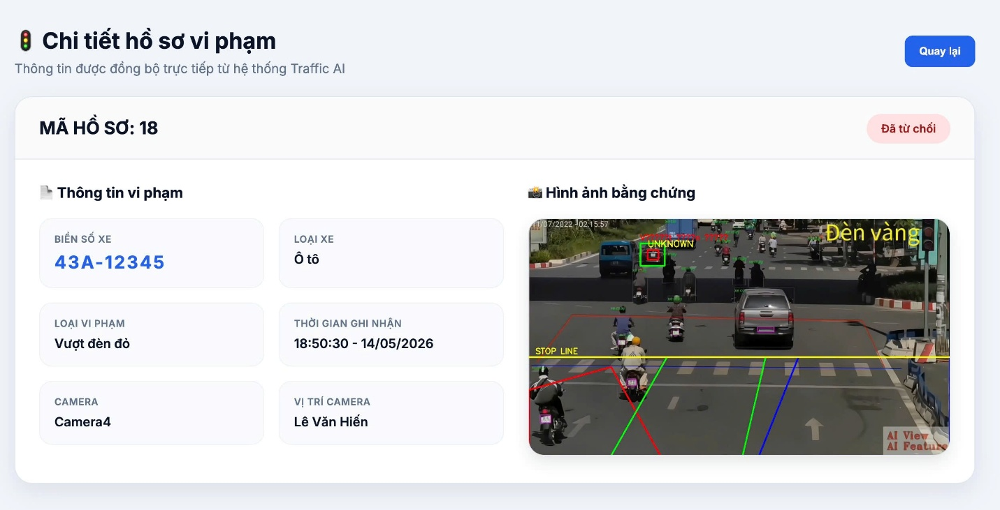 Chi tiết hồ sơ vi phạm
Thông tin được đồng bộ trực tiếp từ hệ thống Traffic AI
Quay lại
MÃ HỒ SƠ: 18
Đã từ chối
Thông tin vi phạm
BIỂN SỐ XE
43A-12345
LOẠI XE
Ô tô
LOẠI VI PHẠM
Vượt đèn đỏ
THỜI GIAN GHI NHẬN
18:50:30 - 14/05/2026
CAMERA
Camera4
VỊ TRÍ CAMERA
Lê Văn Hiến
Hình ảnh bằng chứng
1/07/2022 - 02:15:57
Đèn vàng
UNKNOWN
STOP LINE
AI View
AI Feature